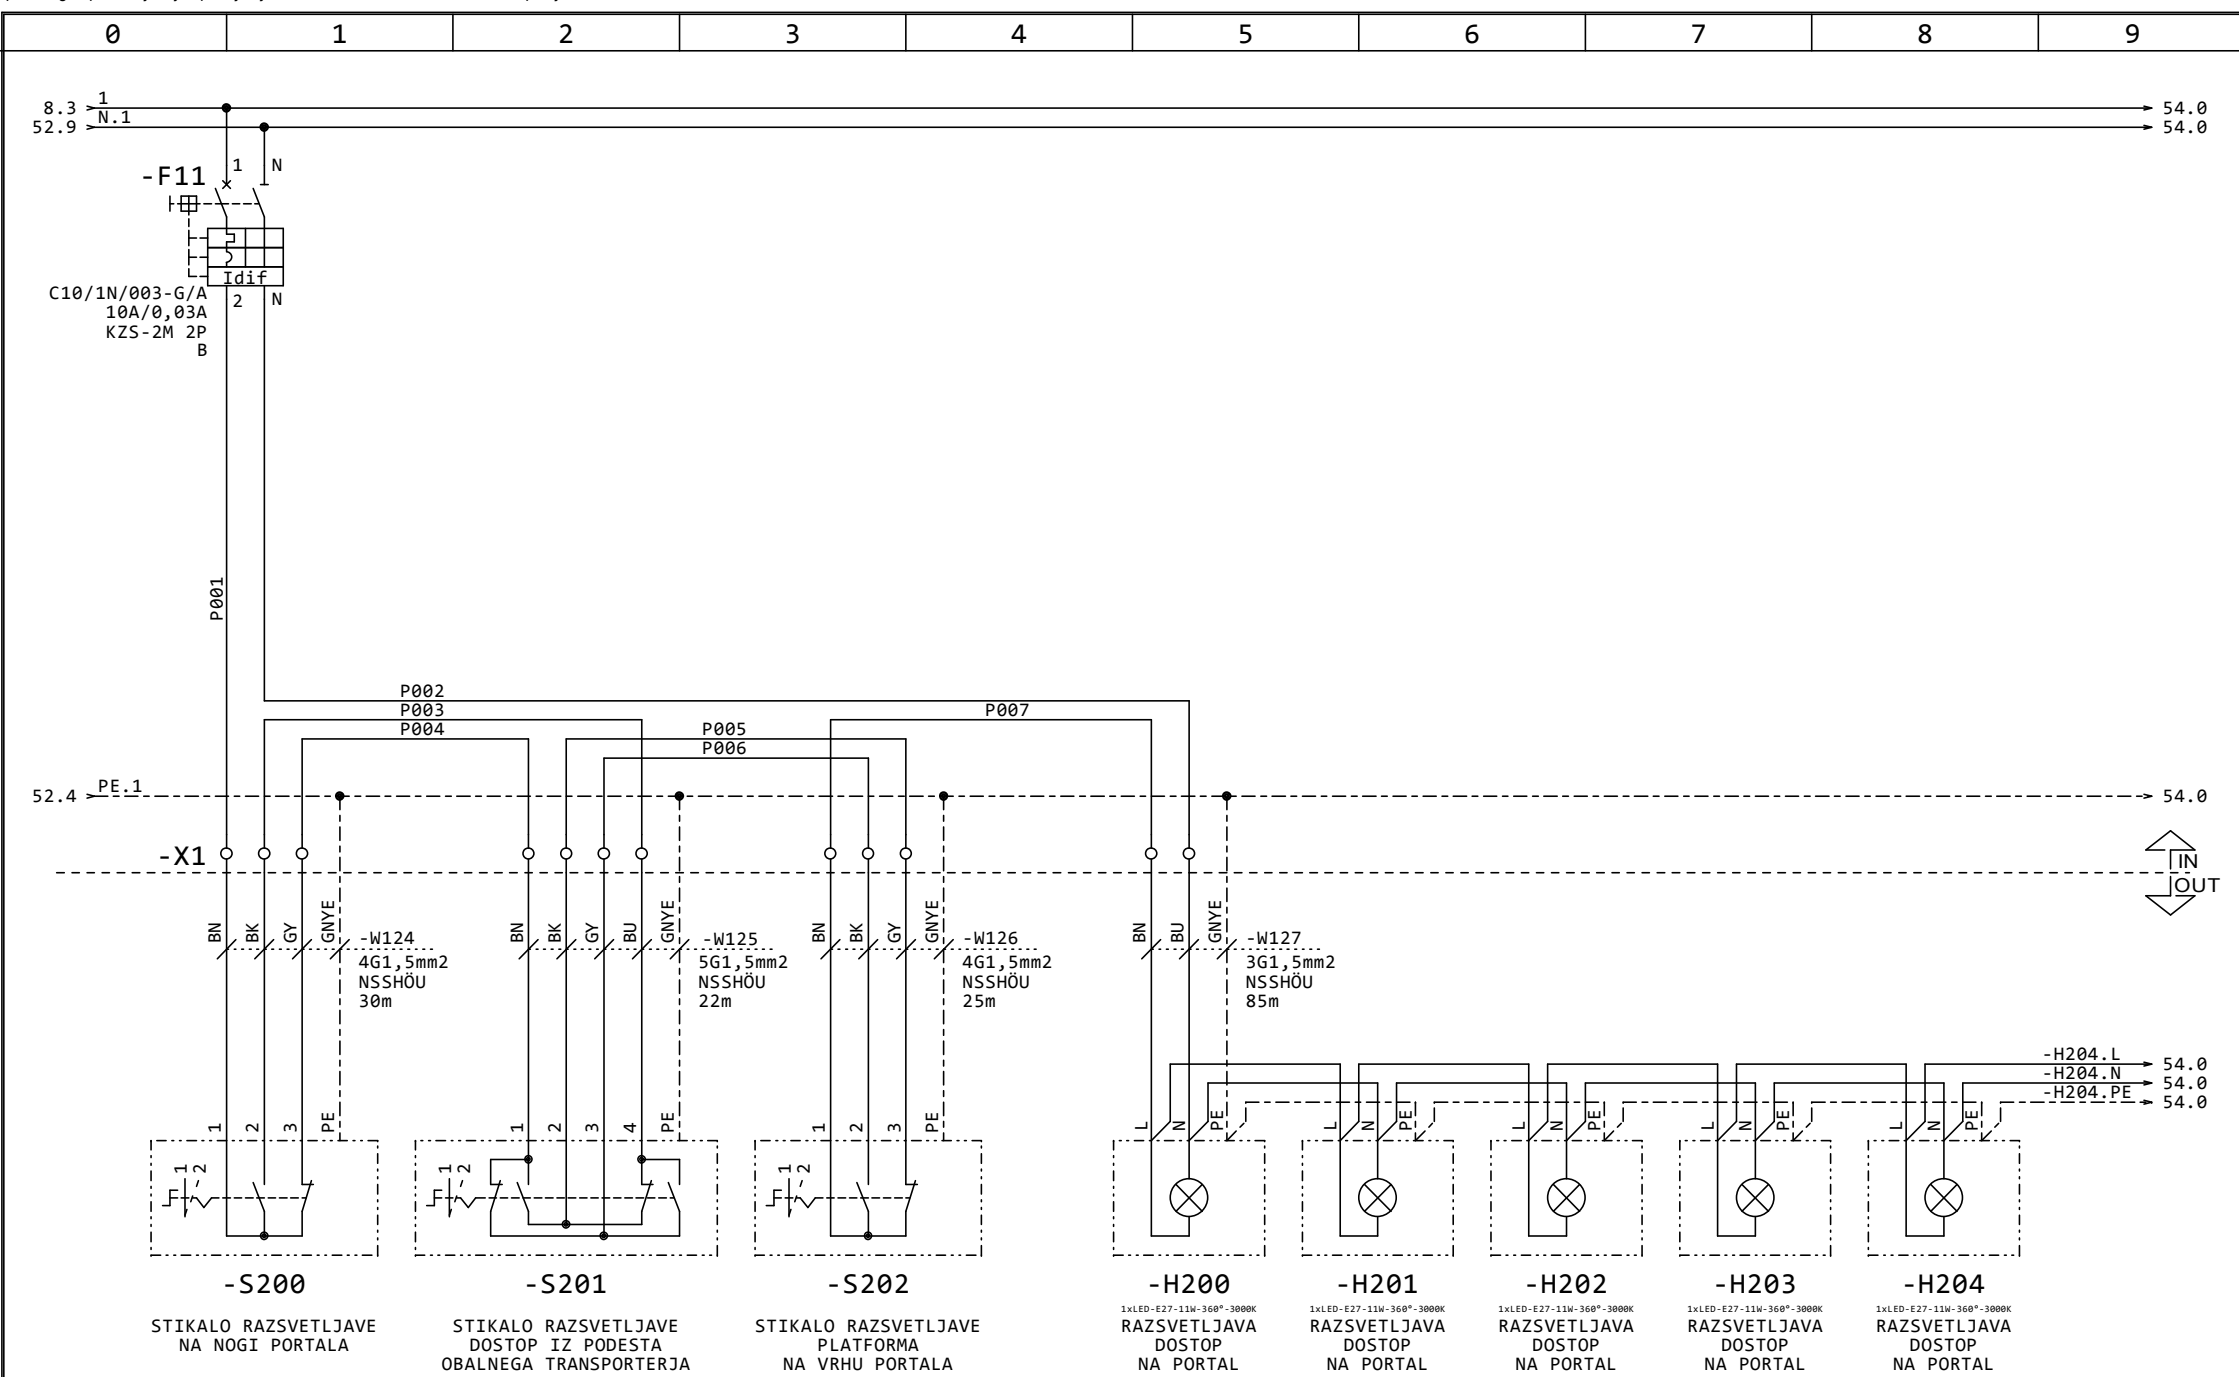 0 1 2 3 4 5 6 7 8 9
8.3 1 54.0
52.9 N.1 54.0
1 N
-F11
Idif
C10/1N/003-G/A
10A/0,03A
KZS-2M 2P
B
2 N
P001
P002
P003 P007
P004 P005
P006
52.4 PE.1 54.0
-X1
IN
OUT
BN BK GY GNYE
-W124
4G1,5mm2
NSSHÖU
30m
BN BK GY BU GNYE
-W125
5G1,5mm2
NSSHÖU
22m
BN BK GY GNYE
-W126
4G1,5mm2
NSSHÖU
25m
BN BU GNYE
-W127
3G1,5mm2
NSSHÖU
85m
-H204.L 54.0
-H204.N 54.0
-H204.PE 54.0
1 2 3 PE
1 2 3 4 PE
1 2 3 PE
L N PE
L N PE
L N PE
L N PE
L N PE
1 2
1 2
1 2
-S200
STIKALO RAZSVETLJAVE
NA NOGI PORTALA
-S201
STIKALO RAZSVETLJAVE
DOSTOP IZ PODESTA
OBALNEGA TRANSPORTERJA
-S202
STIKALO RAZSVETLJAVE
PLATFORMA
NA VRHU PORTALA
-H200
1xLED-E27-11W-360°-3000K
RAZSVETLJAVA
DOSTOP
NA PORTAL
-H201
1xLED-E27-11W-360°-3000K
RAZSVETLJAVA
DOSTOP
NA PORTAL
-H202
1xLED-E27-11W-360°-3000K
RAZSVETLJAVA
DOSTOP
NA PORTAL
-H203
1xLED-E27-11W-360°-3000K
RAZSVETLJAVA
DOSTOP
NA PORTAL
-H204
1xLED-E27-11W-360°-3000K
RAZSVETLJAVA
DOSTOP
NA PORTAL